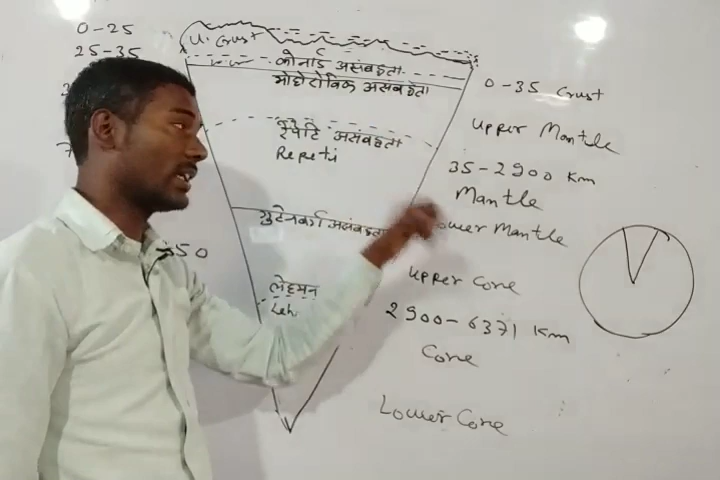 0-25
25-35
U. Crust
कोनार्ड असंबद्धता
मोहोरोविक असंबद्धता
रेपेटि असंबद्धता
Repeti
गुटेनबर्ग असंबद्धता
50
लेहमन
Leh
0-35 Crust
Upper Mantle
35-2900 Km
Mantle
Lower Mantle
Upper Core
2900-6371 Km
Core
Lower Core